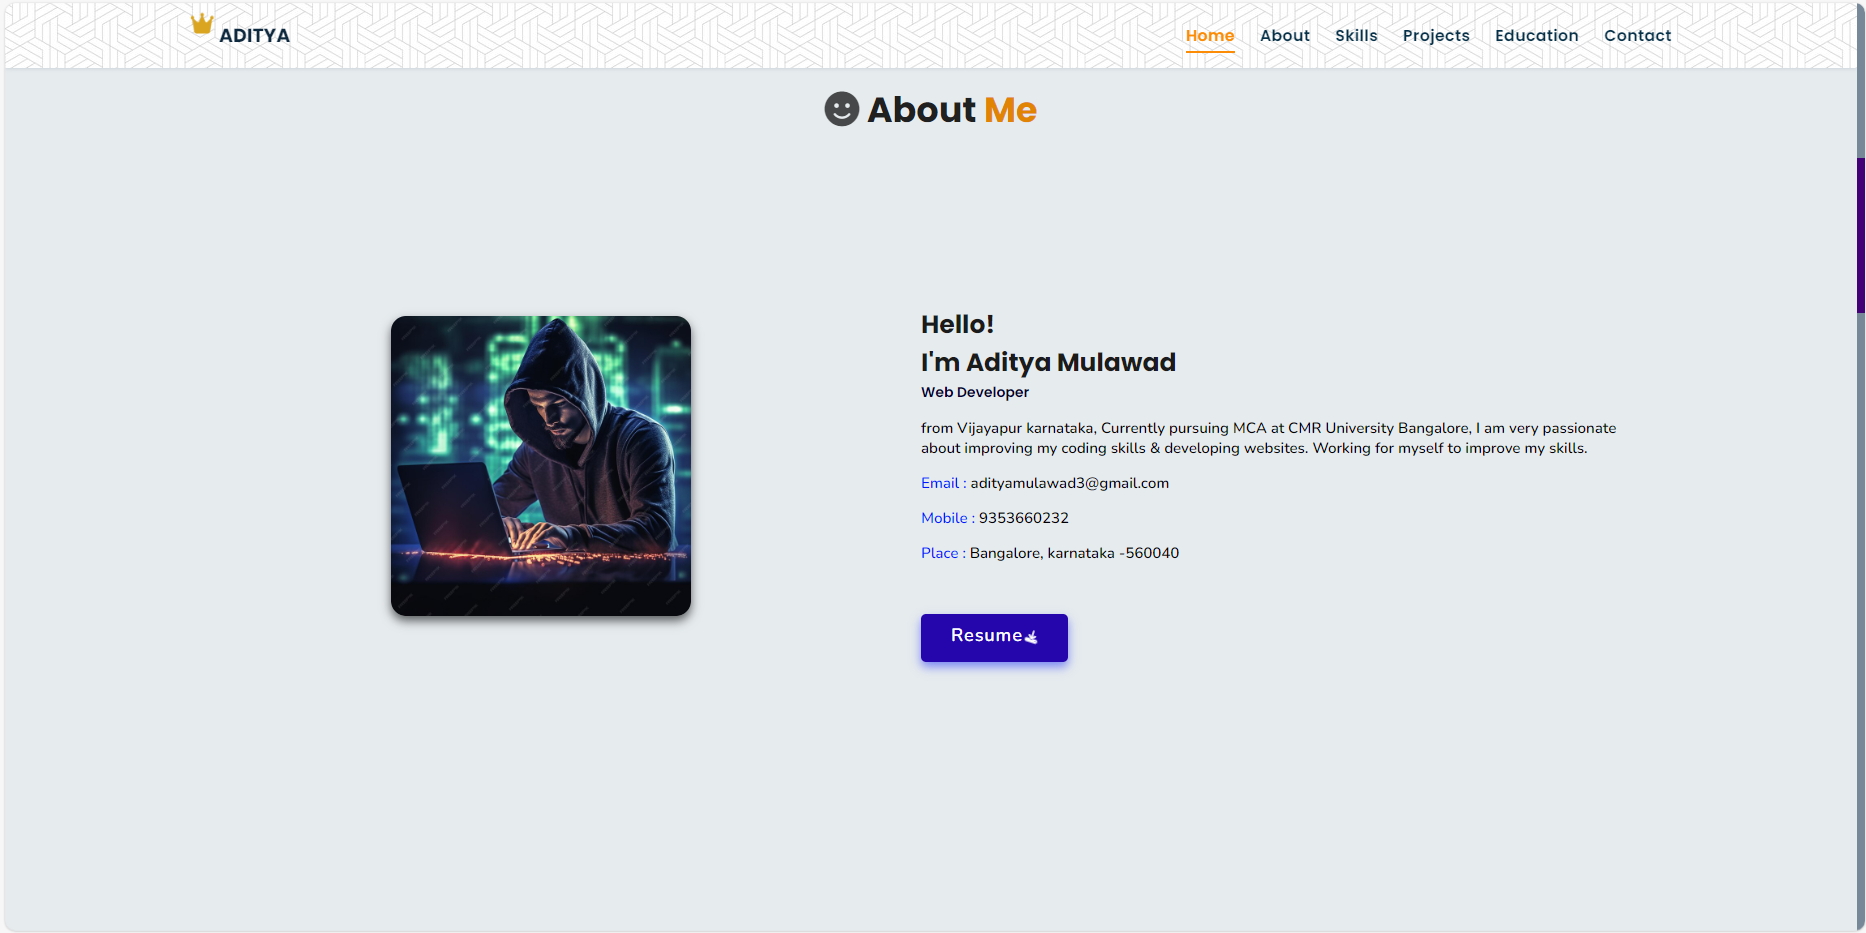 ADITYA
Home About Skills Projects Education Contact
About Me
Hello!
I'm Aditya Mulawad
Web Developer
from Vijayapur karnataka, Currently pursuing MCA at CMR University Bangalore, I am very passionate
about improving my coding skills & developing websites. Working for myself to improve my skills.
Email : adityamulawad3@gmail.com
Mobile : 9353660232
Place : Bangalore, karnataka -560040
Resume